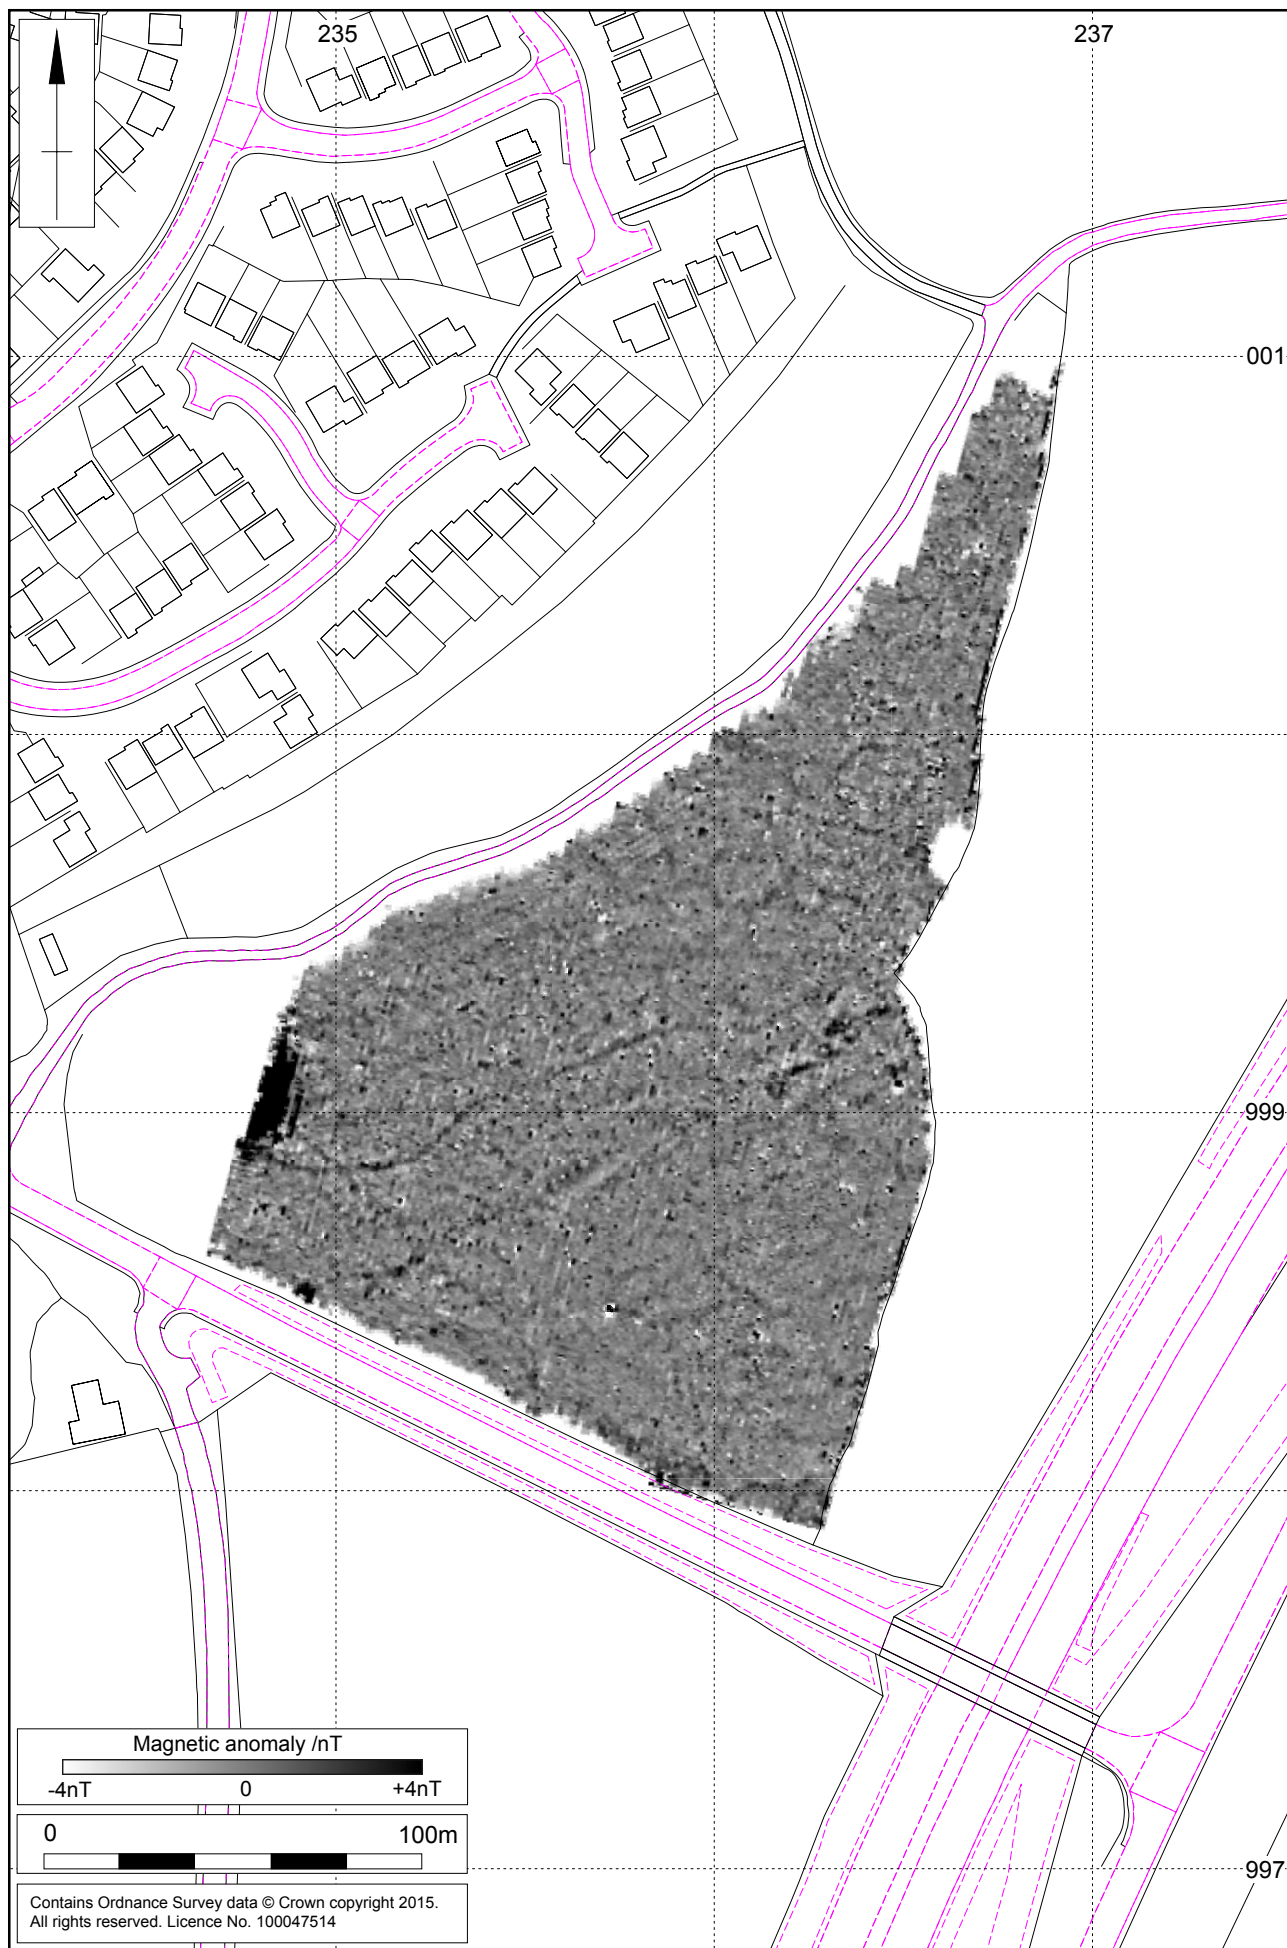 235
237
001
999
997
Magnetic anomaly /nT
-4nT 0 +4nT
0 100m
Contains Ordnance Survey data © Crown copyright 2015.
All rights reserved. Licence No. 100047514